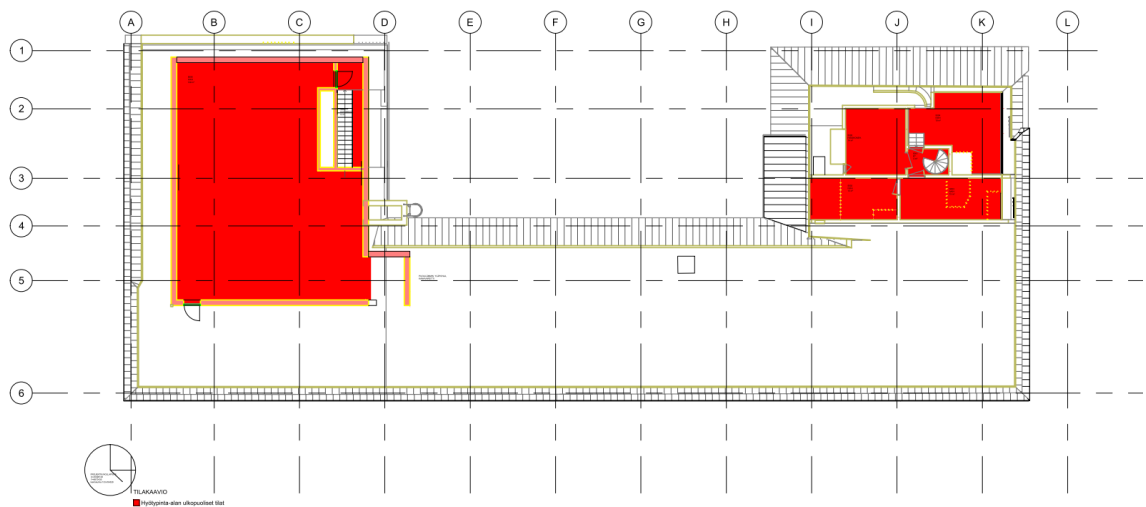 A B C D E F G H I J K L
1
2
3
4
5
6
TILAKAAVIO
Hyötypinta-alan ulkopuoliset tilat